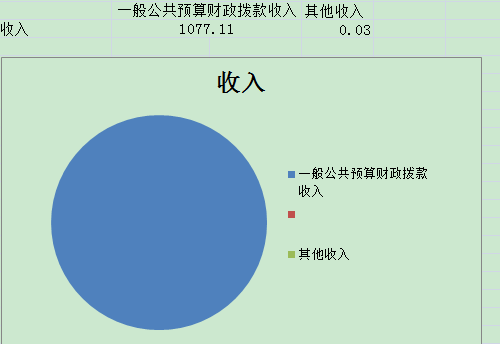 一般公共预算财政拨款收入 其他收入
收入 1077.11 0.03
收入
一般公共预算财政拨款
收入
其他收入